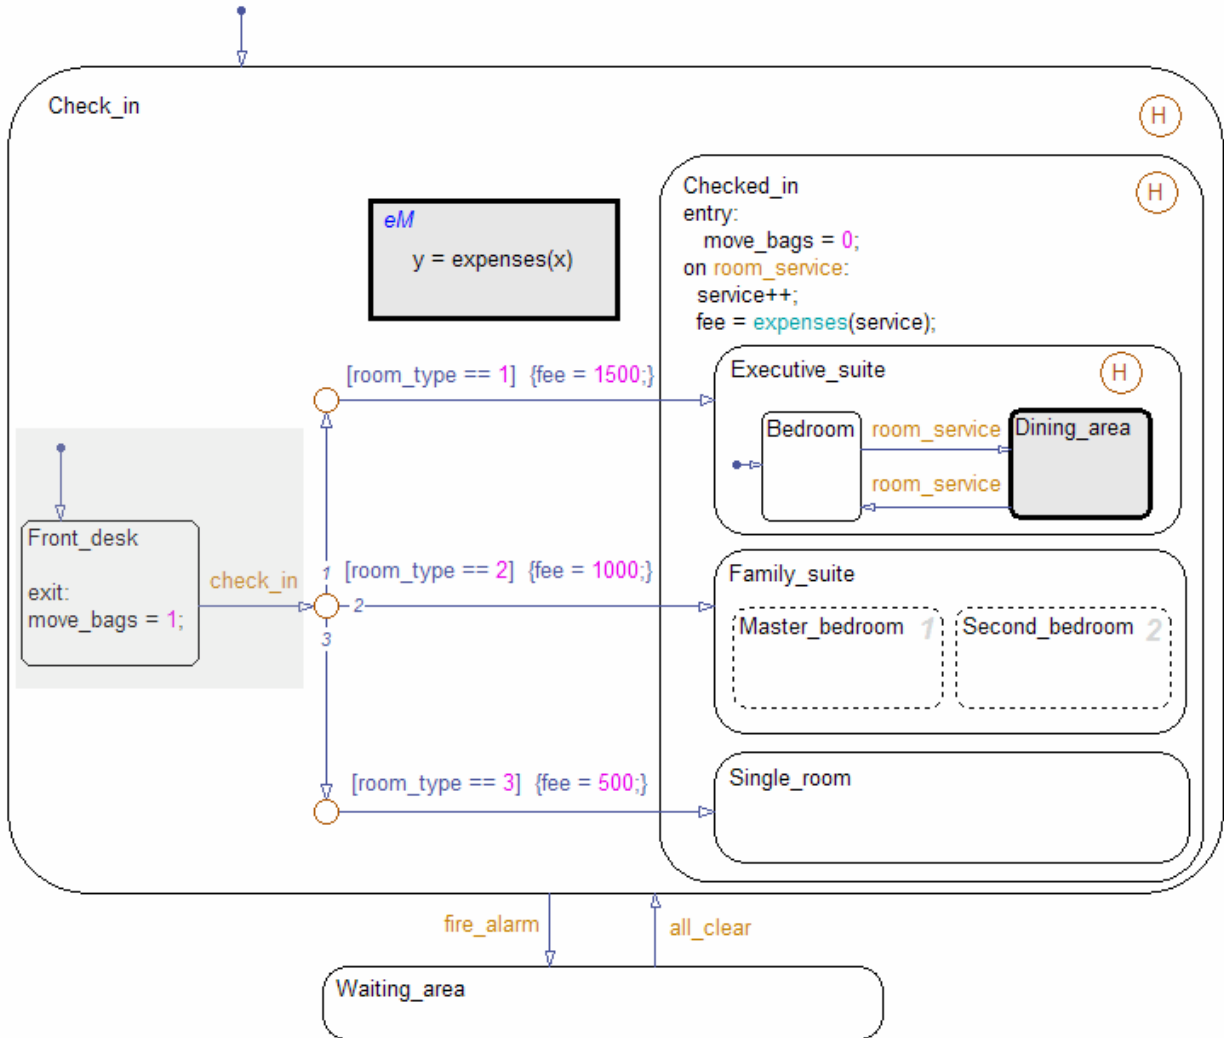 Check_in
H
Checked_in
H
entry:
move_bags = 0;
on room_service:
service++;
fee = expenses(service);
eM
y = expenses(x)
[room_type == 1] {fee = 1500;}
Executive_suite
H
Bedroom
room_service
Dining_area
room_service
Front_desk
exit:
move_bags = 1;
check_in
1
2
3
[room_type == 2] {fee = 1000;}
Family_suite
Master_bedroom 1
Second_bedroom 2
[room_type == 3] {fee = 500;}
Single_room
fire_alarm
all_clear
Waiting_area